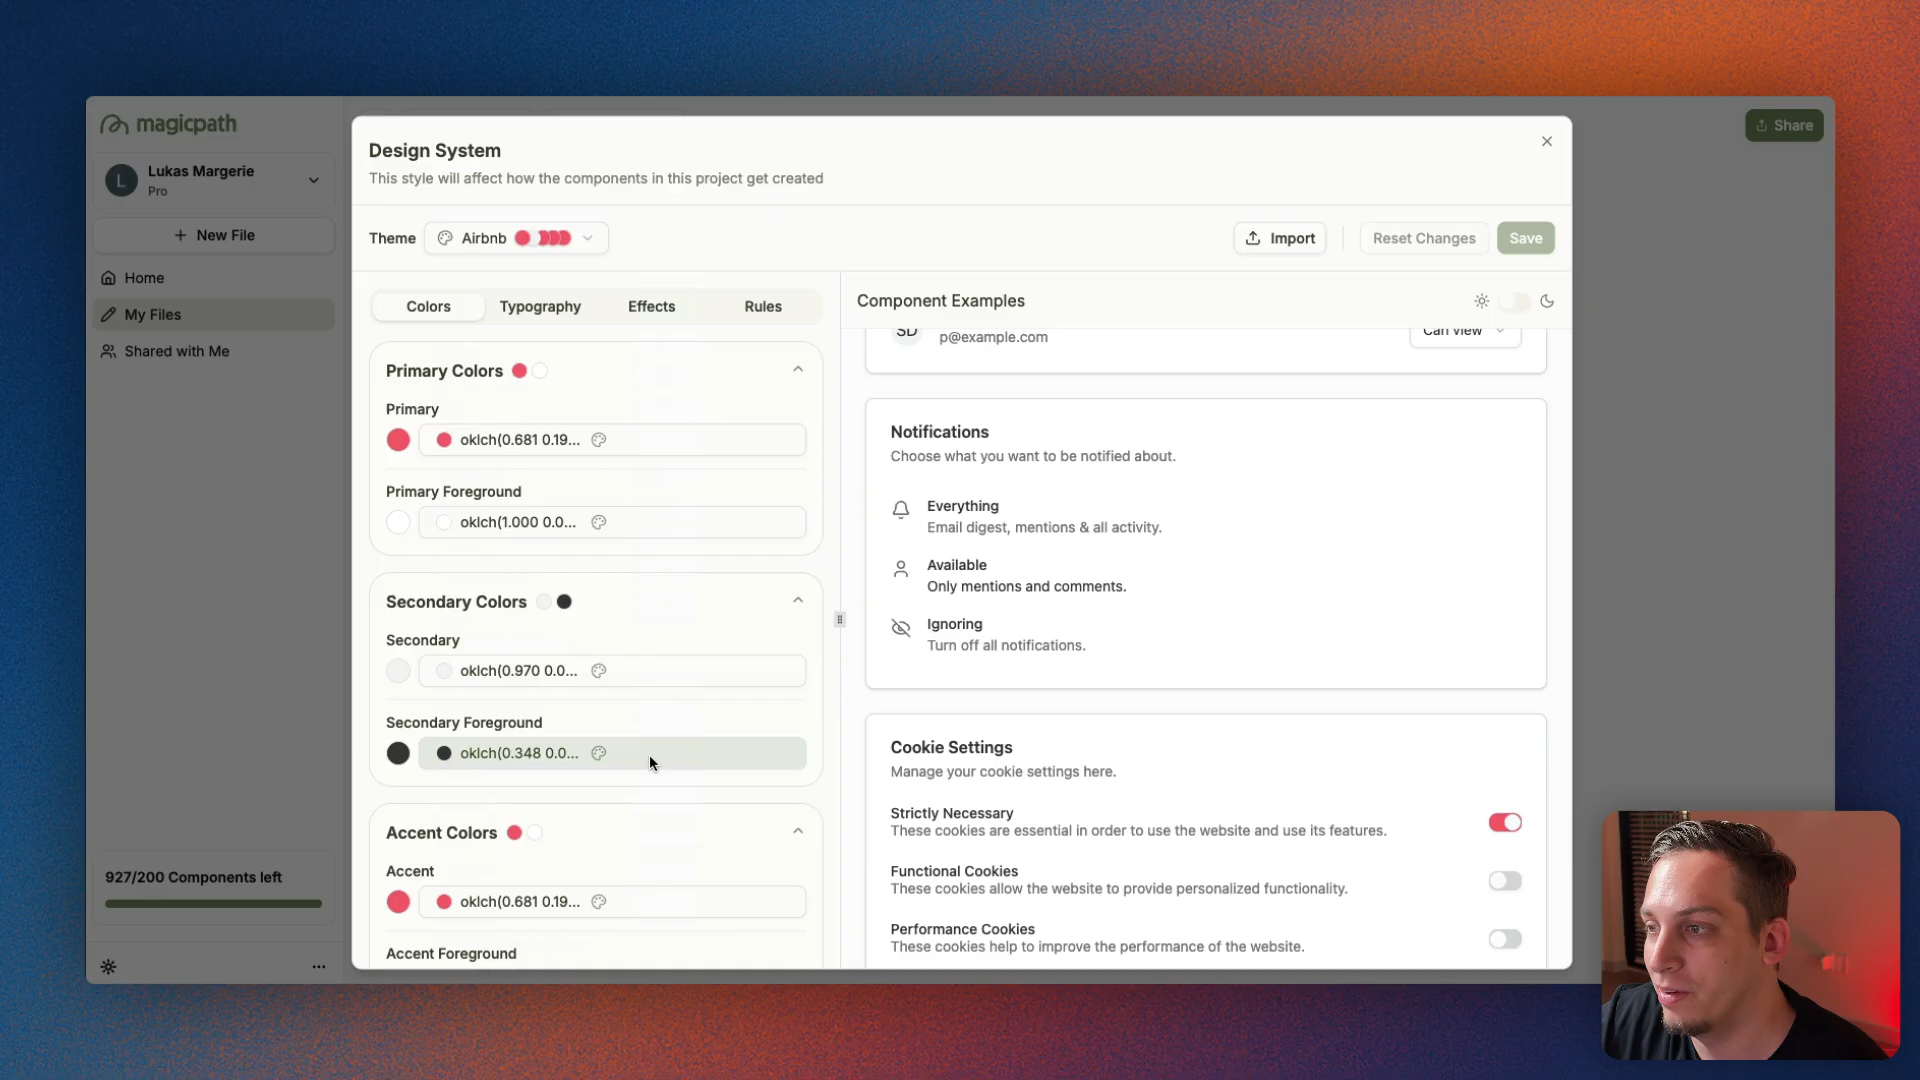 magicpath
L
Lukas Margerie
Pro
New File
Home
My Files
Shared with Me
927/200 Components left
Share
Design System
This style will affect how the components in this project get created
Theme
Airbnb
Import
Reset Changes
Save
Colors
Typography
Effects
Rules
Primary Colors
Primary
oklch(0.681 0.19...
Primary Foreground
oklch(1.000 0.0...
Secondary Colors
Secondary
oklch(0.970 0.0...
Secondary Foreground
oklch(0.348 0.0...
Accent Colors
Accent
oklch(0.681 0.19...
Accent Foreground
Component Examples
SD
p@example.com
Can view
Notifications
Choose what you want to be notified about.
Everything
Email digest, mentions & all activity.
Available
Only mentions and comments.
Ignoring
Turn off all notifications.
Cookie Settings
Manage your cookie settings here.
Strictly Necessary
These cookies are essential in order to use the website and use its features.
Functional Cookies
These cookies allow the website to provide personalized functionality.
Performance Cookies
These cookies help to improve the performance of the website.